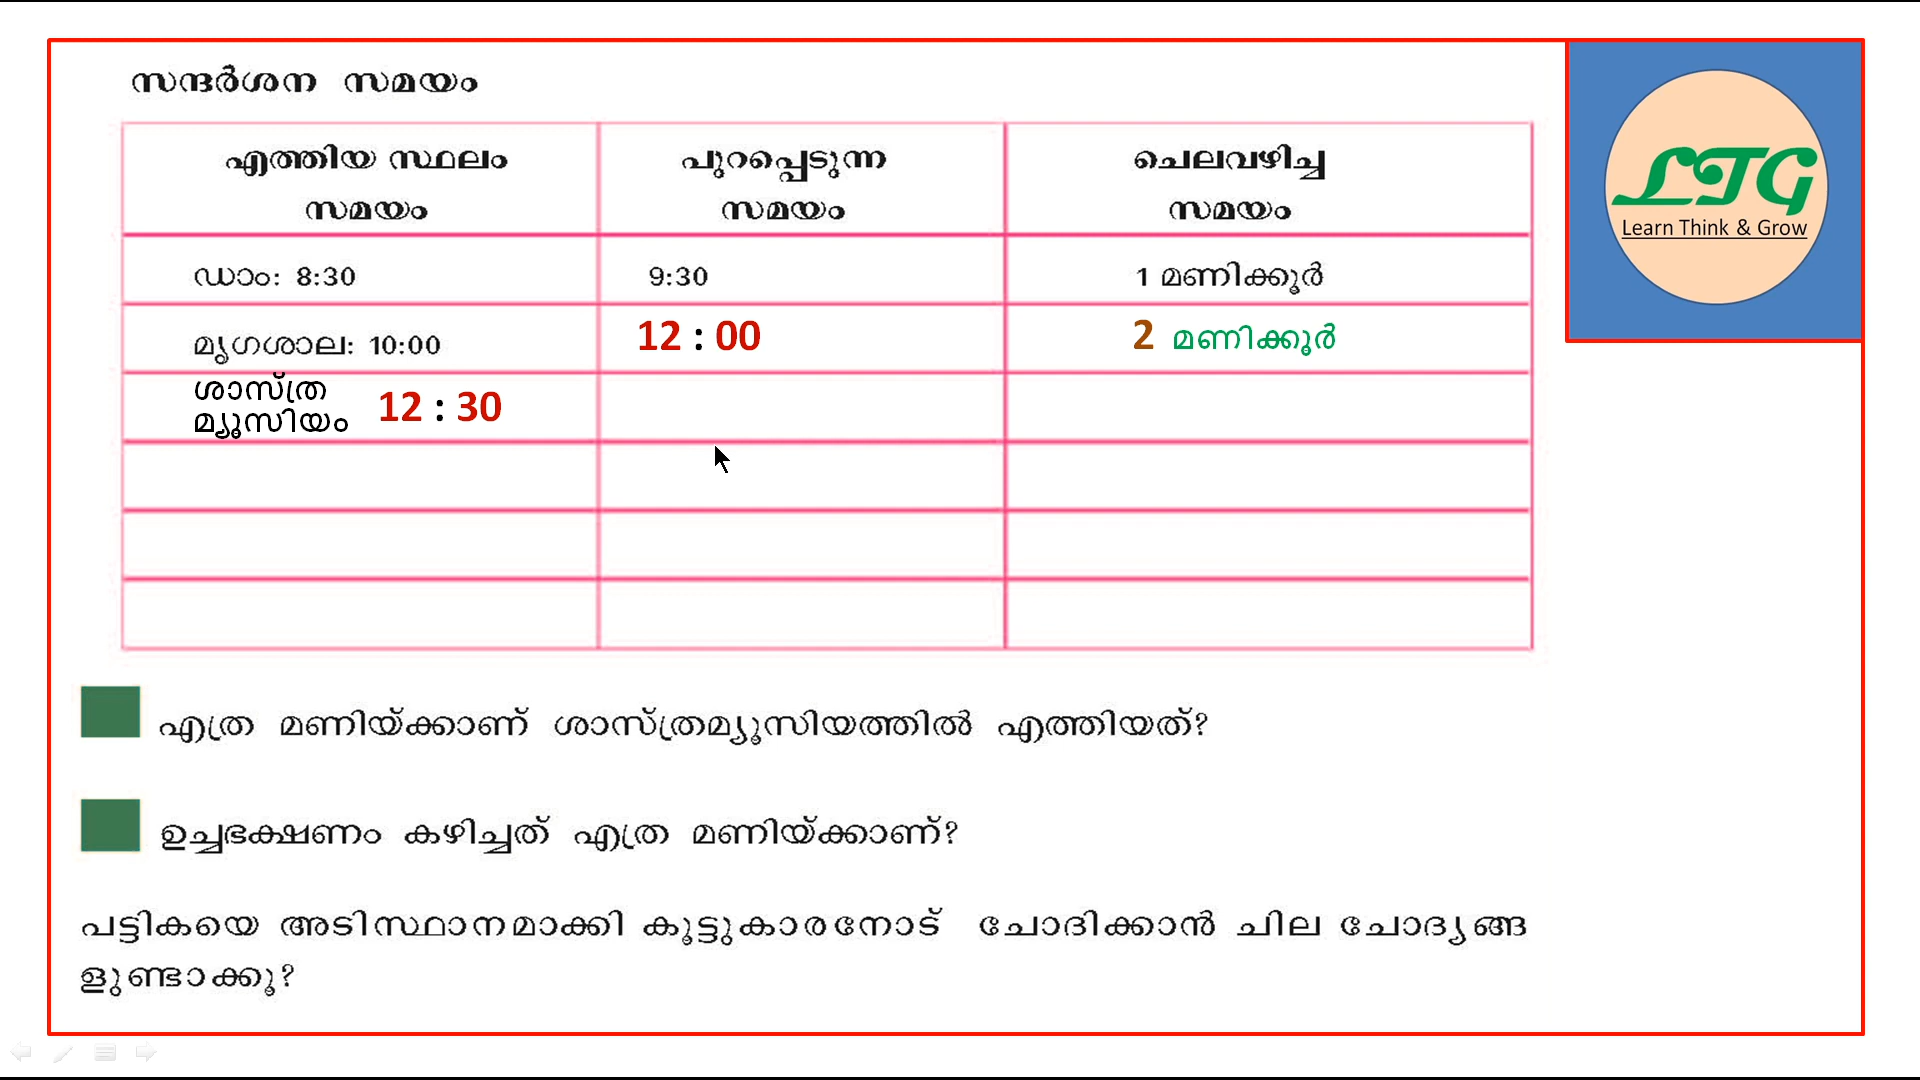 സന്ദർശന സമയം
എത്തിയ സ്ഥലം സമയം
പുറപ്പെടുന്ന സമയം
ചെലവഴിച്ച സമയം
ഡാം: 8:30 9:30 1 മണിക്കൂർ
മൃഗശാല: 10:00 12 : 00 2 മണിക്കൂർ
ശാസ്ത്ര
മ്യൂസിയം 12 : 30
എത്ര മണിയ്ക്കാണ് ശാസ്ത്രമ്യൂസിയത്തിൽ എത്തിയത്?
ഉച്ചഭക്ഷണം കഴിച്ചത് എത്ര മണിയ്ക്കാണ്?
പട്ടികയെ അടിസ്ഥാനമാക്കി കൂട്ടുകാരനോട് ചോദിക്കാൻ ചില ചോദ്യങ്ങ
ളുണ്ടാക്കൂ?
LTG
Learn Think & Grow